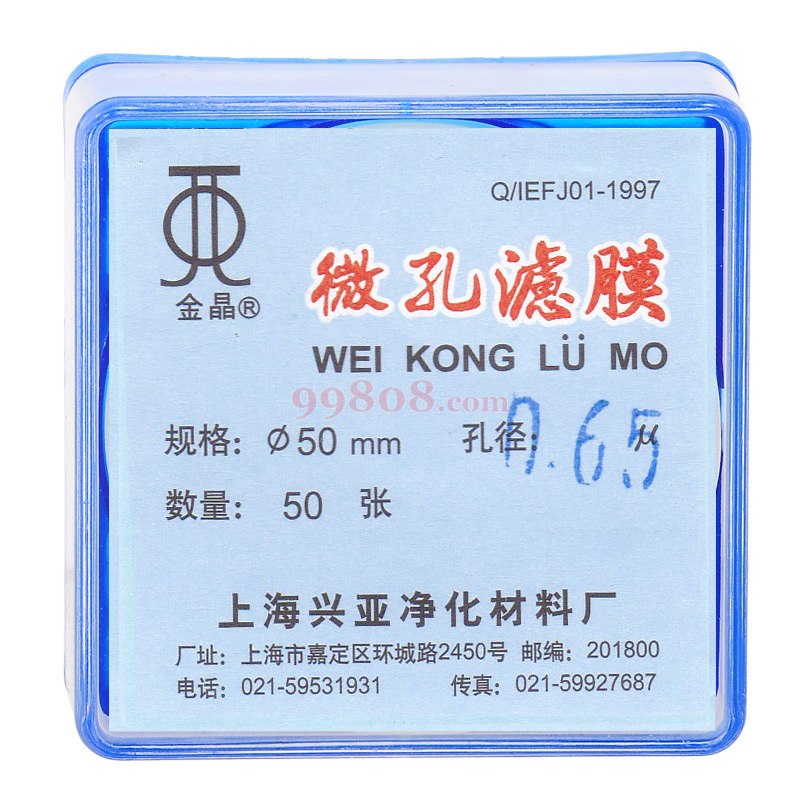 Q/IEFJ01-1997
金晶®
微孔滤膜
WEI KONG LÜ MO
99808.com
规格: Ø50 mm 孔径: 0.65 μ
数量: 50 张
上海兴亚净化材料厂
厂址: 上海市嘉定区环城路2450号 邮编: 201800
电话: 021-59531931 传真: 021-59927687